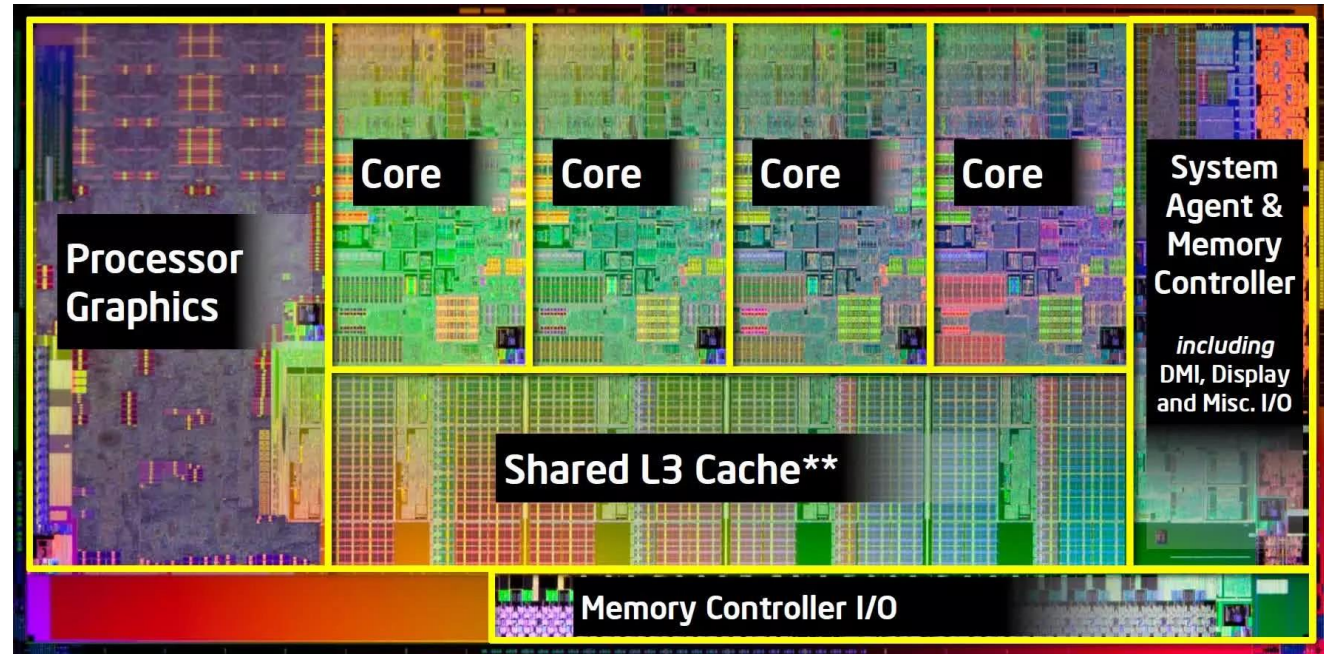 Processor
Graphics
Core
Core
Core
Core
System
Agent &
Memory
Controller
including
DMI, Display
and Misc. I/O
Shared L3 Cache**
Memory Controller I/O